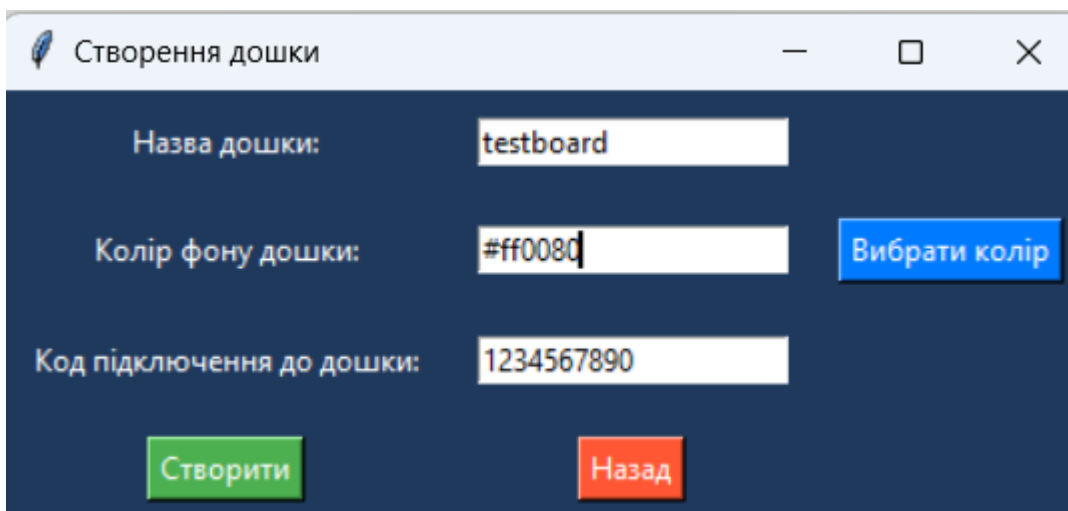 Створення дошки
Назва дошки: testboard
Колір фону дошки: #ff0080 Вибрати колір
Код підключення до дошки: 1234567890
Створити Назад